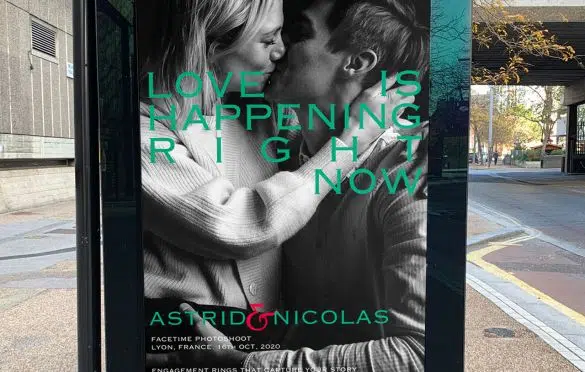 LOVE IS
HAPPENING
RIGHT
NOW
ASTRID & NICOLAS
FACETIME PHOTOSHOOT
LYON, FRANCE, 16TH OCT, 2020
ENGAGEMENT RINGS THAT CAPTURE YOUR STORY